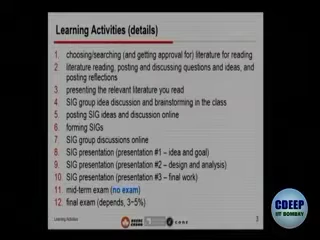 Learning Activities (details)
1. choosing/searching (and getting approval for) literature for reading.
2. literature reading, posting and discussing questions and ideas, and
posting reflections
3. presenting the relevant literature you read
4. SIG group idea discussion and brainstorming in the class
5. posting SIG ideas and discussion online
6. forming SIGs
7. SIG group discussions online
8. SIG presentation (presentation #1 – idea and goal)
9. SIG presentation (presentation #2 – design and analysis)
10. SIG presentation (presentation #3 – final work)
11. mid-term exam (no exam)
12. final exam (depends, 3~5%)
Learning Activities
3
CDEEP
IIT BOMBAY